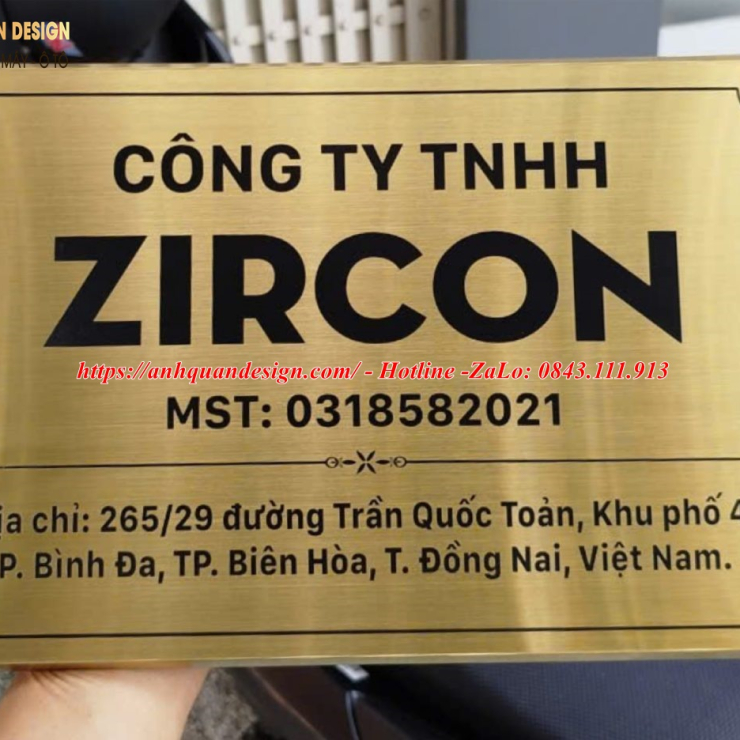 N DESIGN
CÔNG TY TNHH
ZIRCON
https://anhquandesign.com/ - Hotline -ZaLo: 0843.111.913
MST: 0318582021
ịa chỉ: 265/29 đường Trần Quốc Toản, Khu phố 4
P. Bình Đa, TP. Biên Hòa, T. Đồng Nai, Việt Nam.